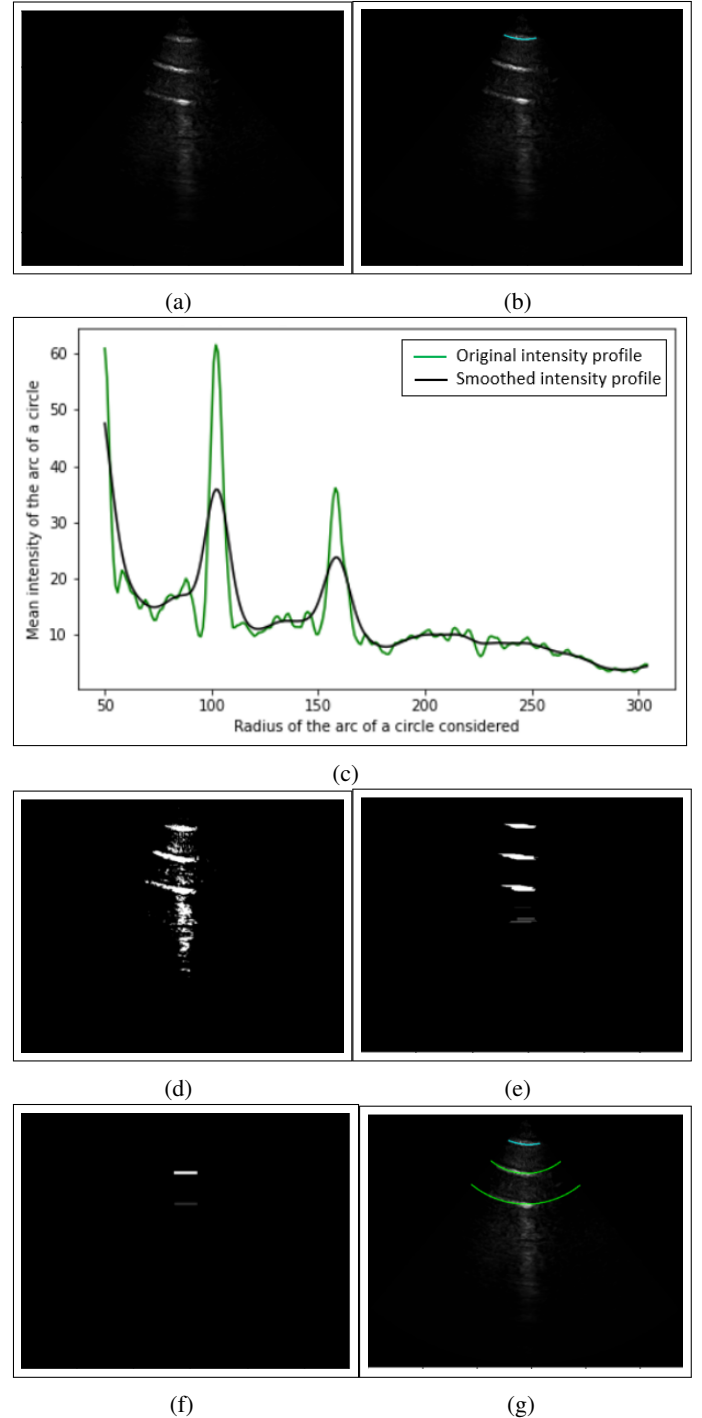 (a) (b)
Original intensity profile
Smoothed intensity profile
Mean intensity of the arc of a circle
60
50
40
30
20
10
50 100 150 200 250 300
Radius of the arc of a circle considered
(c)
(d) (e)
(f) (g)